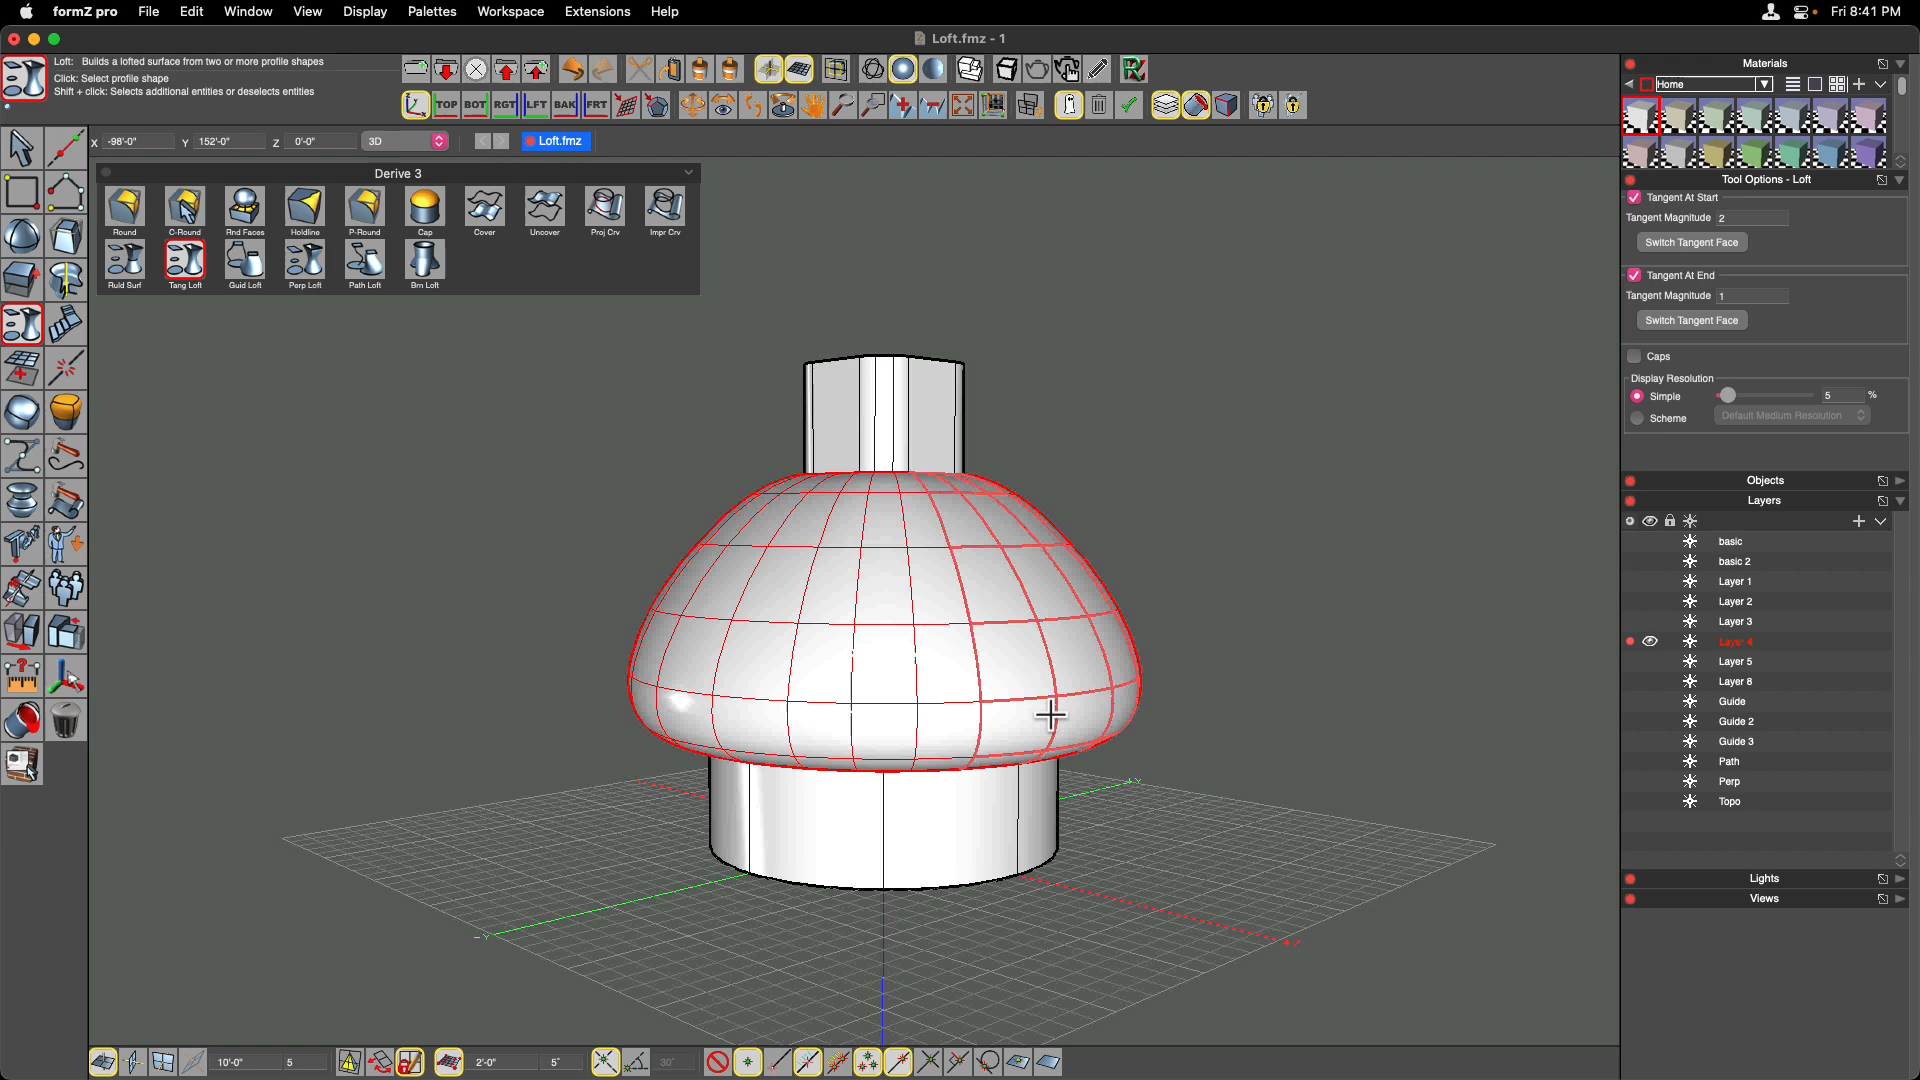 formZ pro File Edit Window View Display Palettes Workspace Extensions Help Fri 8:41 PM
Loft.fmz - 1
Loft: Builds a lofted surface from two or more profile shapes
Click: Select profile shape
Shift + click: Selects additional entities or deselects entities
TOP BOT RGT LFT BAK FRT
X -98'-0" Y 152'-0" Z 0'-0" 3D Loft.fmz
Derive 3
Round C-Round Rnd Faces Holdline P-Round Cap Cover Uncover Proj Crv Impr Crv
Ruld Surf Tang Loft Guid Loft Perp Loft Path Loft Brn Loft
Materials
Home
Tool Options - Loft
Tangent At Start
Tangent Magnitude 2
Switch Tangent Face
Tangent At End
Tangent Magnitude 1
Switch Tangent Face
Caps
Display Resolution
Simple 5 %
Scheme Default Medium Resolution
Objects
Layers
basic
basic 2
Layer 1
Layer 2
Layer 3
Layer 4
Layer 5
Layer 8
Guide
Guide 2
Guide 3
Path
Perp
Topo
Lights
Views
+Y
-Y
10'-0" 5 2'-0" 5° 30°